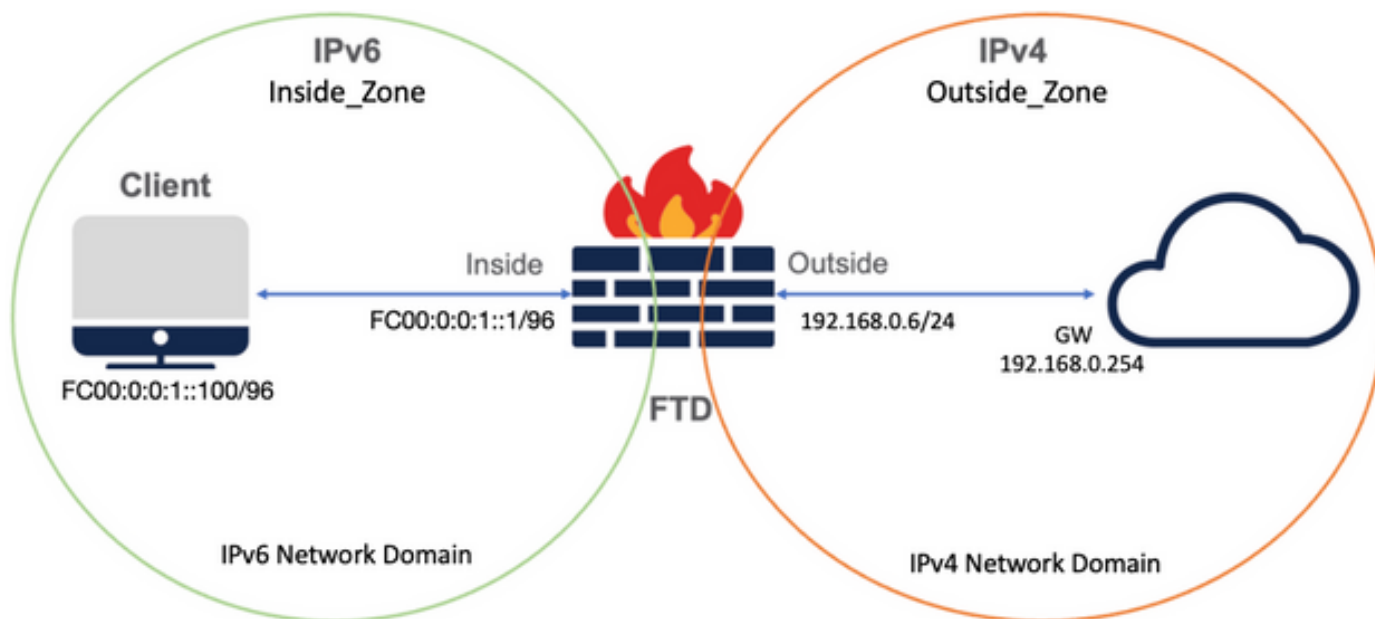 IPv6
Inside_Zone
IPv4
Outside_Zone
Client
Inside
Outside
FC00:0:0:1::1/96
192.168.0.6/24
GW
192.168.0.254
FC00:0:0:1::100/96
FTD
IPv6 Network Domain
IPv4 Network Domain